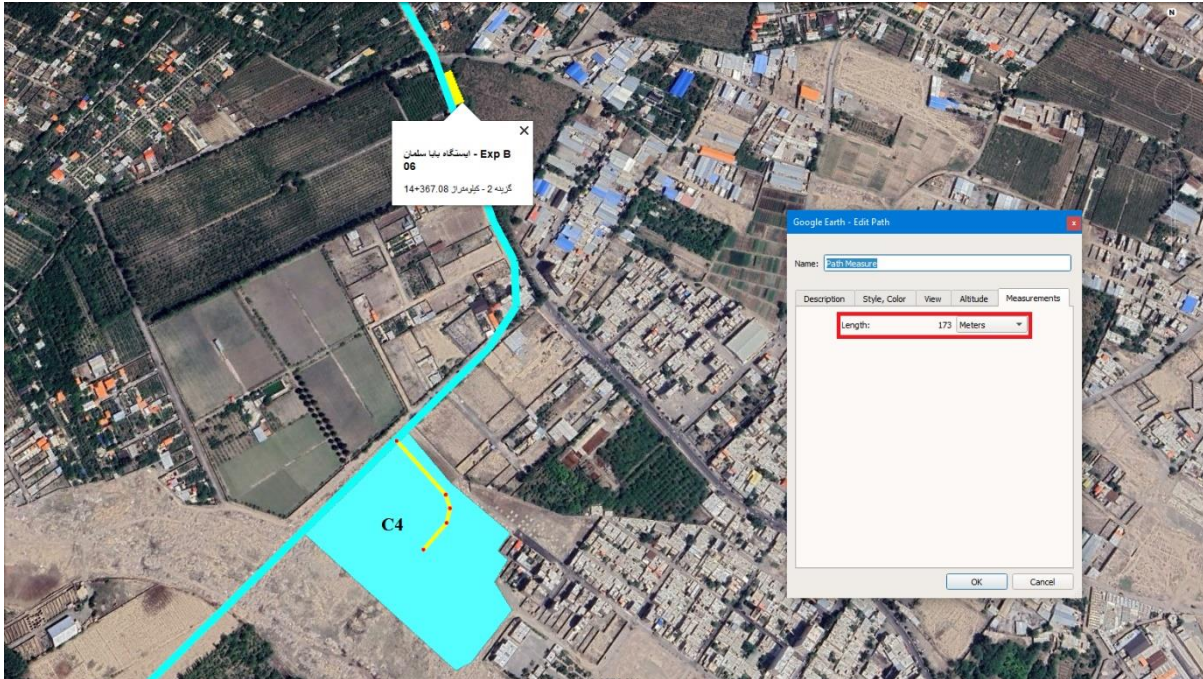 N
ایستگاه بابا سلمان - Exp B
06
گزینه 2 - کیلومتراژ 14+367.08
Google Earth - Edit Path
Name: Path Measure
Description Style, Color View Altitude Measurements
Length: 173 Meters
OK Cancel
C4